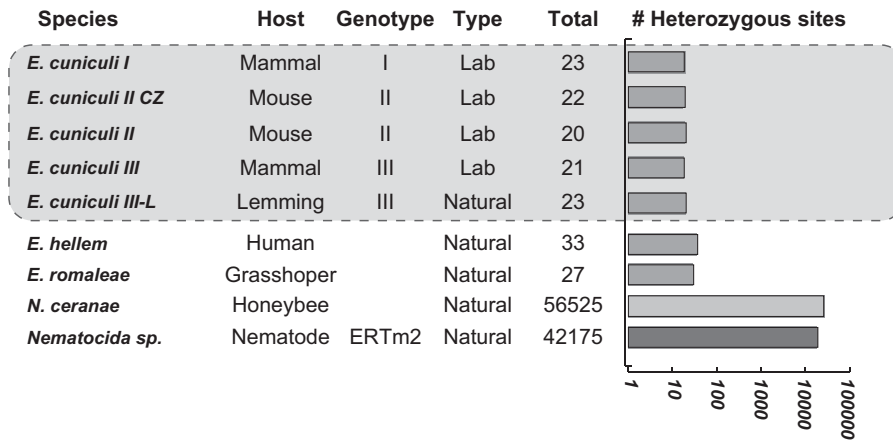 Species Host Genotype Type Total # Heterozygous sites
E. cuniculi I Mammal I Lab 23
E. cuniculi II CZ Mouse II Lab 22
E. cuniculi II Mouse II Lab 20
E. cuniculi III Mammal III Lab 21
E. cuniculi III-L Lemming III Natural 23
E. hellem Human Natural 33
E. romaleae Grasshoper Natural 27
N. ceranae Honeybee Natural 56525
Nematocida sp. Nematode ERTm2 Natural 42175
1 10 100 1000 10000 100000